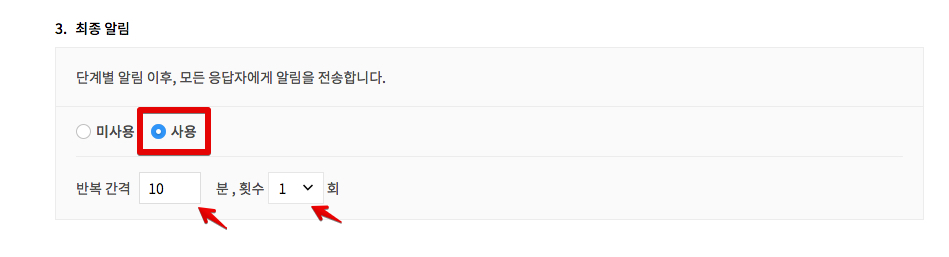 3. 최종 알림
단계별 알림 이후, 모든 응답자에게 알림을 전송합니다.
미사용 사용
반복 간격 10 분 , 횟수 1 회